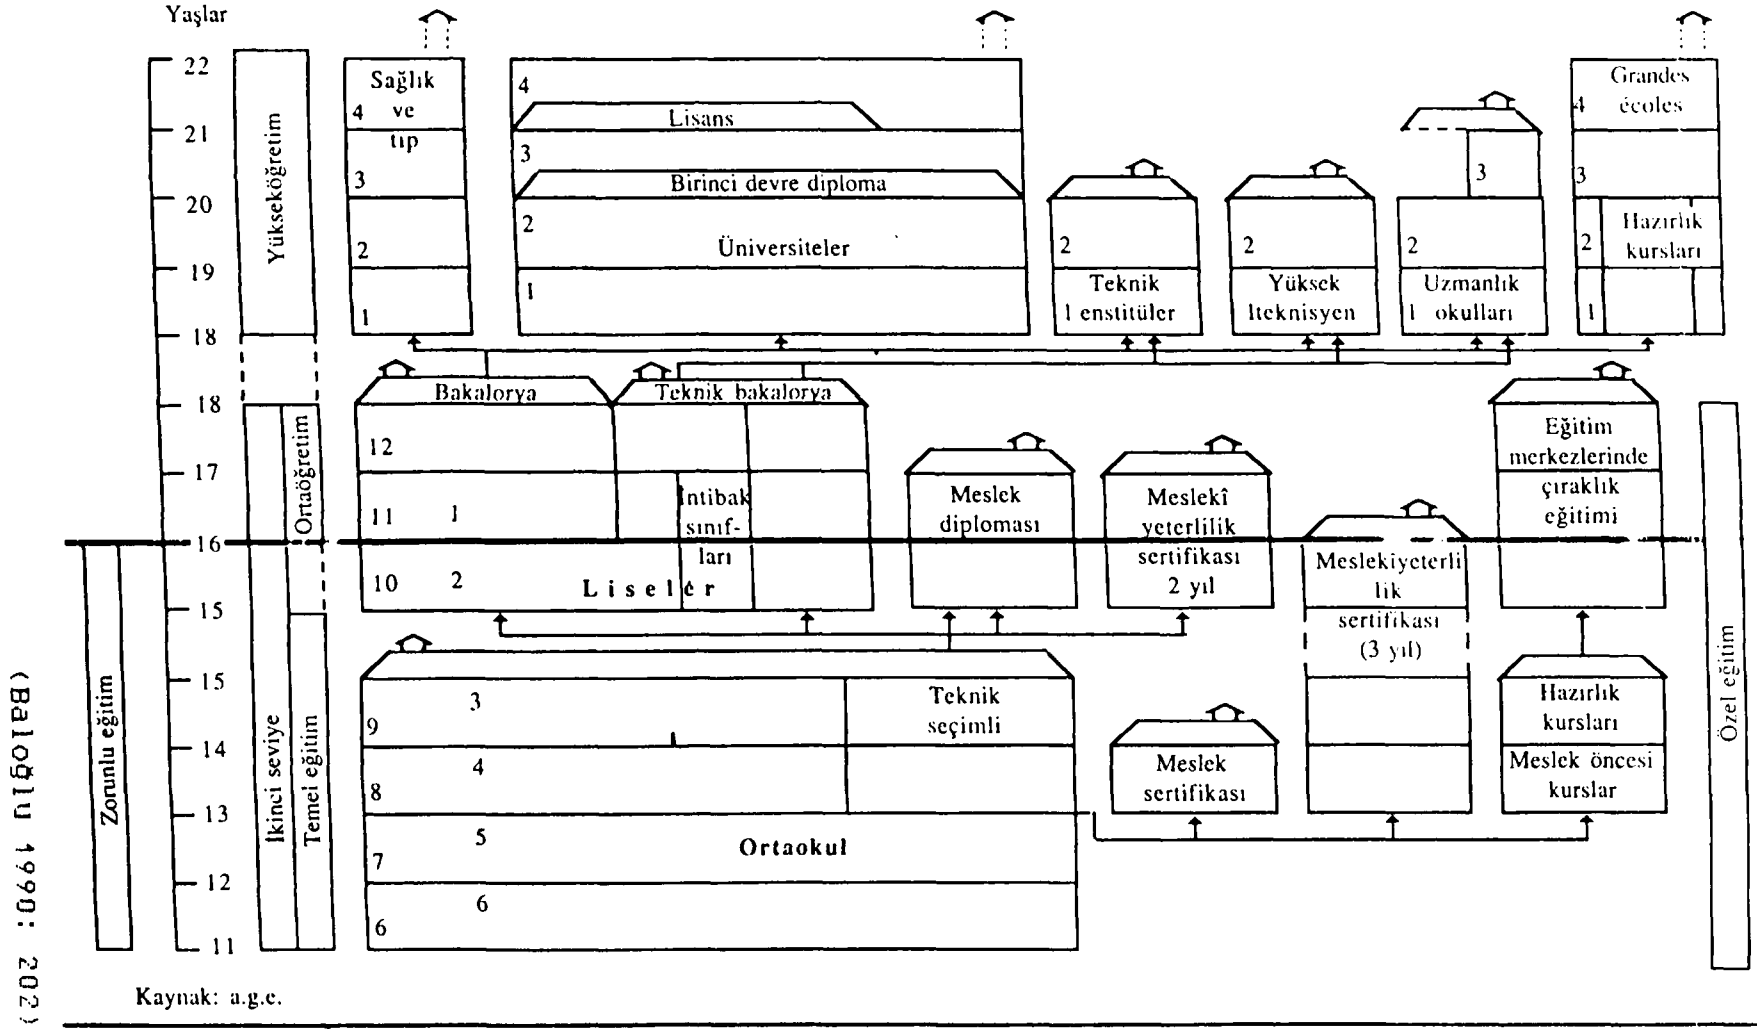 Yaşlar
22
21
20
19
18
18
17
16
15
15
14
13
12
11
Yükseköğretim
Ortaöğretim
İkinci seviye
Temel eğitim
Zorunlu eğitim
Özel eğitim
Sağlık
4 ve
tıp
3
2
1
4
Lisans
3
Birinci devre diploma
2
Üniversiteler
1
2
Teknik
1 enstitüler
2
Yüksek
1teknisyen
3
2
Uzmanlık
1 okulları
Grandes
4 écoles
3
Hazırlık
2 kursları
1
Bakalorya
Teknik bakalorya
12
11 1
10 2
İntibak
sınıf-
ları
Liseler
Meslek
diploması
Meslekî
yeterlilik
sertifikası
2 yıl
Meslekiyeterli
lik
sertifikası
(3 yıl)
Eğitim
merkezlerinde
çıraklık
eğitimi
9 3
Teknik
seçimli
8 4
7 5
Ortaokul
6 6
Meslek
sertifikası
Hazırlık
kursları
Meslek öncesi
kurslar
Kaynak: a.g.e.
(Baloğlu 1990: 202)